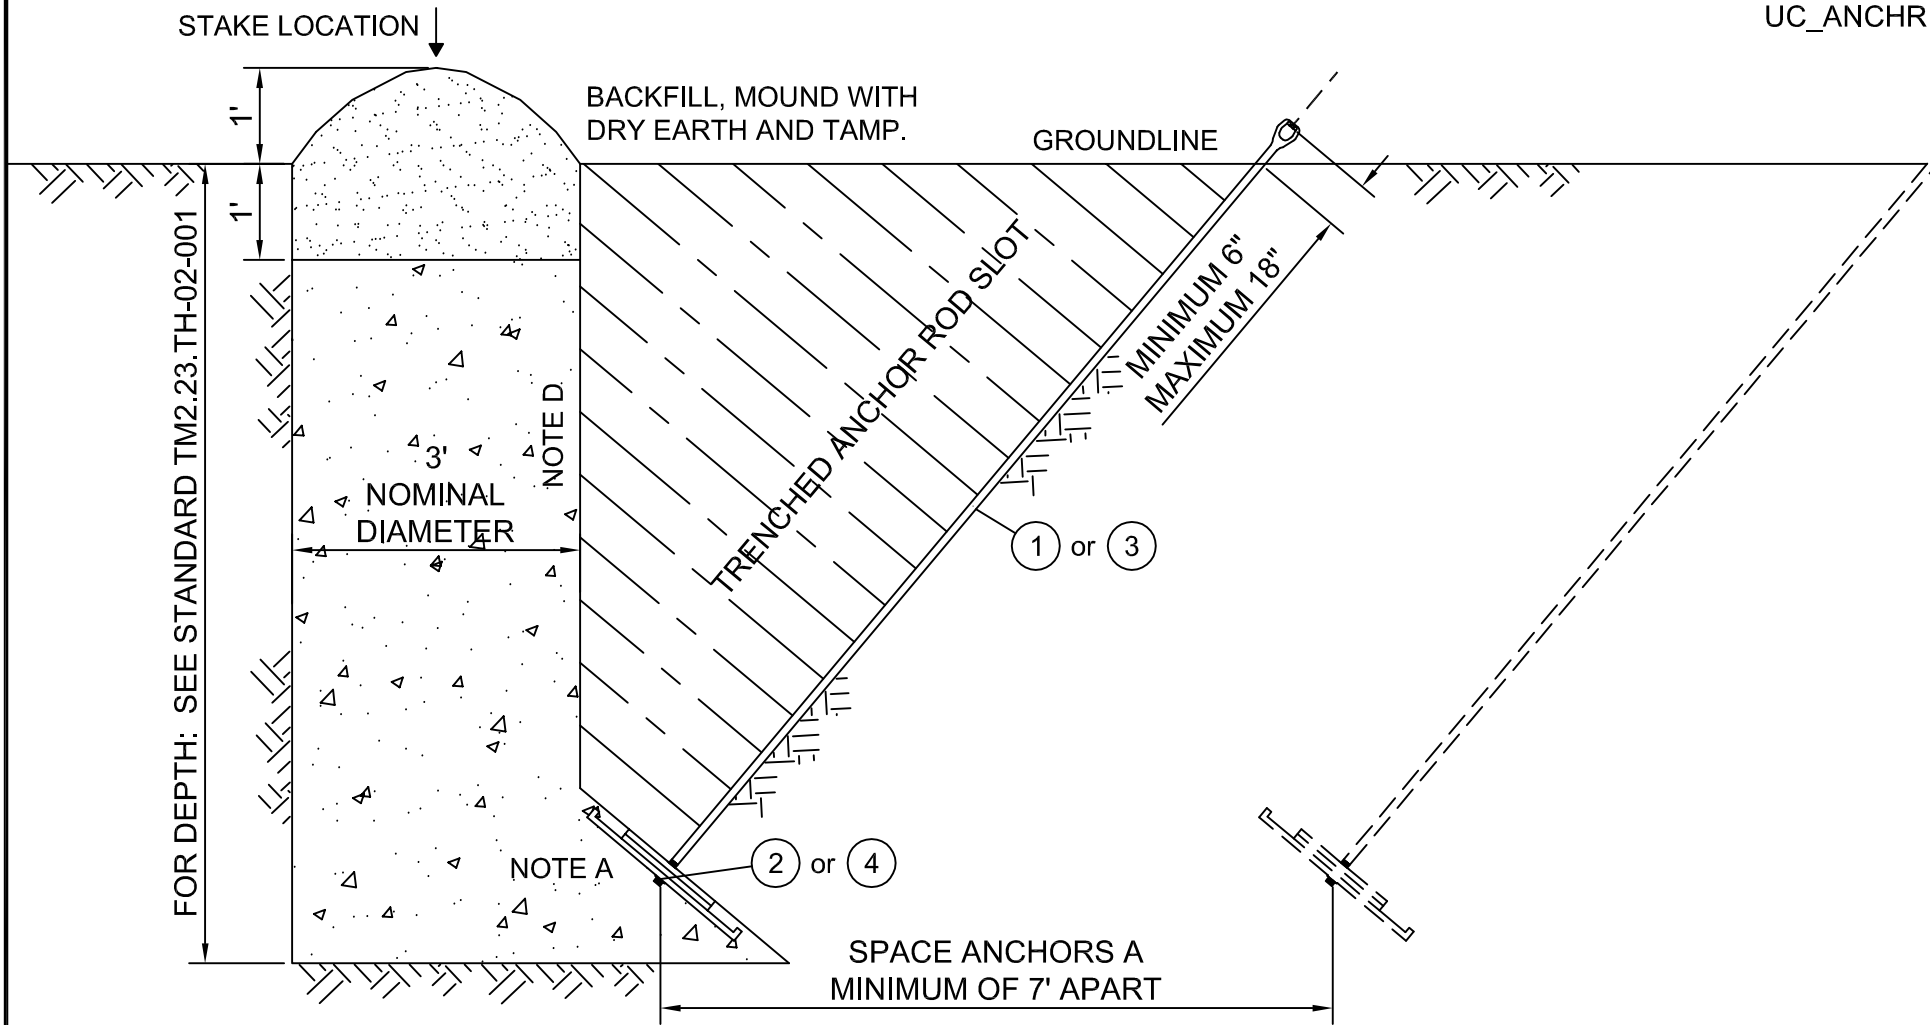 STAKE LOCATION
UC_ANCHR
1'
BACKFILL, MOUND WITH
DRY EARTH AND TAMP.
GROUNDLINE
1'
FOR DEPTH: SEE STANDARD TM2.23.TH-02-001
TRENCHED ANCHOR ROD SLOT
MINIMUM 6"
MAXIMUM 18"
NOTE D
3'
NOMINAL
DIAMETER
1 or 3
NOTE A
2 or 4
SPACE ANCHORS A
MINIMUM OF 7' APART